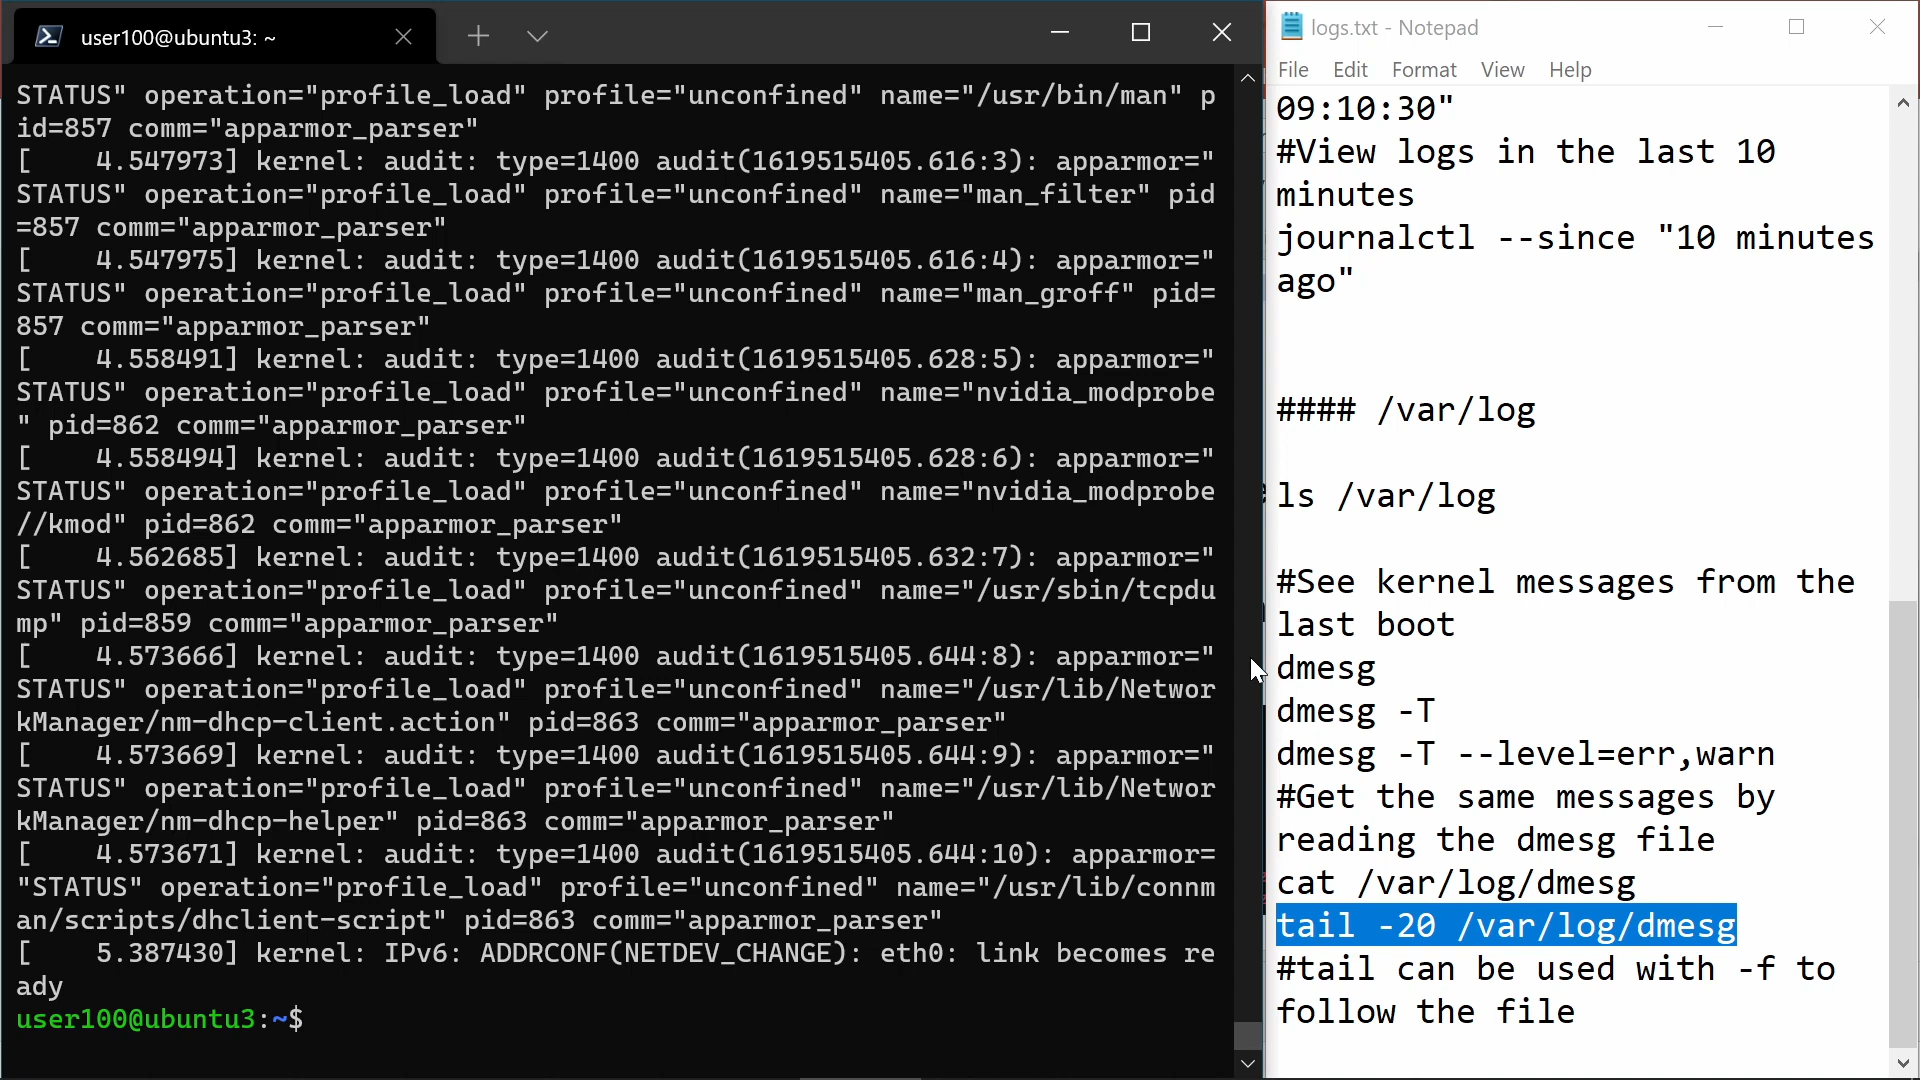 user100@ubuntu3: ~
STATUS" operation="profile_load" profile="unconfined" name="/usr/bin/man" p
id=857 comm="apparmor_parser"
[    4.547973] kernel: audit: type=1400 audit(1619515405.616:3): apparmor="
STATUS" operation="profile_load" profile="unconfined" name="man_filter" pid
=857 comm="apparmor_parser"
[    4.547975] kernel: audit: type=1400 audit(1619515405.616:4): apparmor="
STATUS" operation="profile_load" profile="unconfined" name="man_groff" pid=
857 comm="apparmor_parser"
[    4.558491] kernel: audit: type=1400 audit(1619515405.628:5): apparmor="
STATUS" operation="profile_load" profile="unconfined" name="nvidia_modprobe
" pid=862 comm="apparmor_parser"
[    4.558494] kernel: audit: type=1400 audit(1619515405.628:6): apparmor="
STATUS" operation="profile_load" profile="unconfined" name="nvidia_modprobe
//kmod" pid=862 comm="apparmor_parser"
[    4.562685] kernel: audit: type=1400 audit(1619515405.632:7): apparmor="
STATUS" operation="profile_load" profile="unconfined" name="/usr/sbin/tcpdu
mp" pid=859 comm="apparmor_parser"
[    4.573666] kernel: audit: type=1400 audit(1619515405.644:8): apparmor="
STATUS" operation="profile_load" profile="unconfined" name="/usr/lib/Networ
kManager/nm-dhcp-client.action" pid=863 comm="apparmor_parser"
[    4.573669] kernel: audit: type=1400 audit(1619515405.644:9): apparmor="
STATUS" operation="profile_load" profile="unconfined" name="/usr/lib/Networ
kManager/nm-dhcp-helper" pid=863 comm="apparmor_parser"
[    4.573671] kernel: audit: type=1400 audit(1619515405.644:10): apparmor=
"STATUS" operation="profile_load" profile="unconfined" name="/usr/lib/connm
an/scripts/dhclient-script" pid=863 comm="apparmor_parser"
[    5.387430] kernel: IPv6: ADDRCONF(NETDEV_CHANGE): eth0: link becomes re
ady
user100@ubuntu3:~$
logs.txt - Notepad
File Edit Format View Help
09:10:30"
#View logs in the last 10
minutes
journalctl --since "10 minutes
ago"
#### /var/log
ls /var/log
#See kernel messages from the
last boot
dmesg
dmesg -T
dmesg -T --level=err,warn
#Get the same messages by
reading the dmesg file
cat /var/log/dmesg
tail -20 /var/log/dmesg
#tail can be used with -f to
follow the file